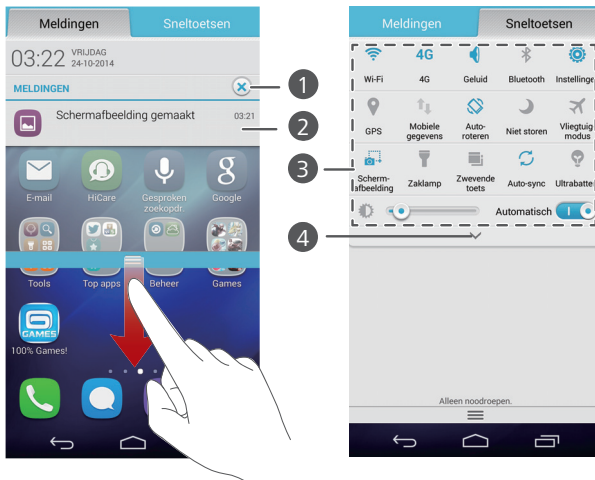 Meldingen Sneltoetsen
03:22 VRIJDAG
24-10-2014
MELDINGEN
Schermafbeelding gemaakt 03:21
E-mail HiCare Gesproken zoekopdr. Google
Tools Top apps Beheer Games
GAMES
100% Games!
1
2
3
4
Meldingen Sneltoetsen
4G
Wi-Fi 4G Geluid Bluetooth Instellinge
GPS Mobiele gegevens Auto-roteren Niet storen Vliegtuig modus
Scherm-afbeelding Zaklamp Zwevende toets Auto-sync Ultrabatte
Automatisch
Alleen noodroepen.